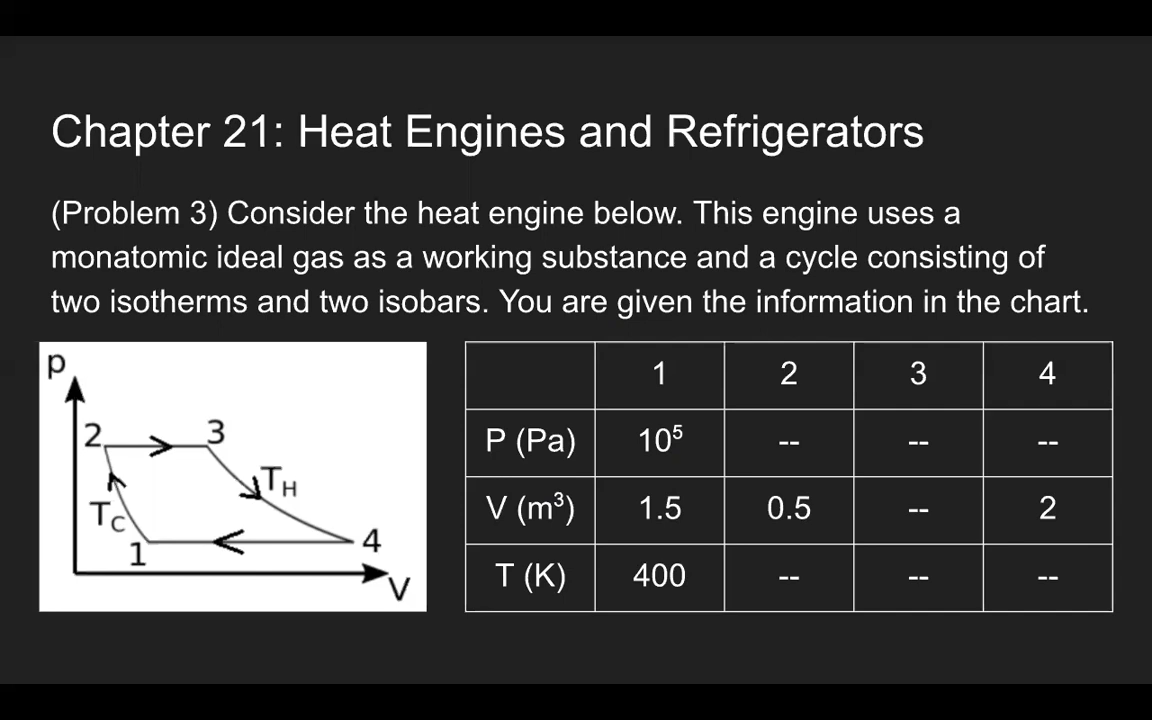 Chapter 21: Heat Engines and Refrigerators
(Problem 3) Consider the heat engine below. This engine uses a
monatomic ideal gas as a working substance and a cycle consisting of
two isotherms and two isobars. You are given the information in the chart.
p
2 3
T_H
T_C
1 4
V
1 2 3 4
P (Pa) 10⁵ -- -- --
V (m³) 1.5 0.5 -- 2
T (K) 400 -- -- --